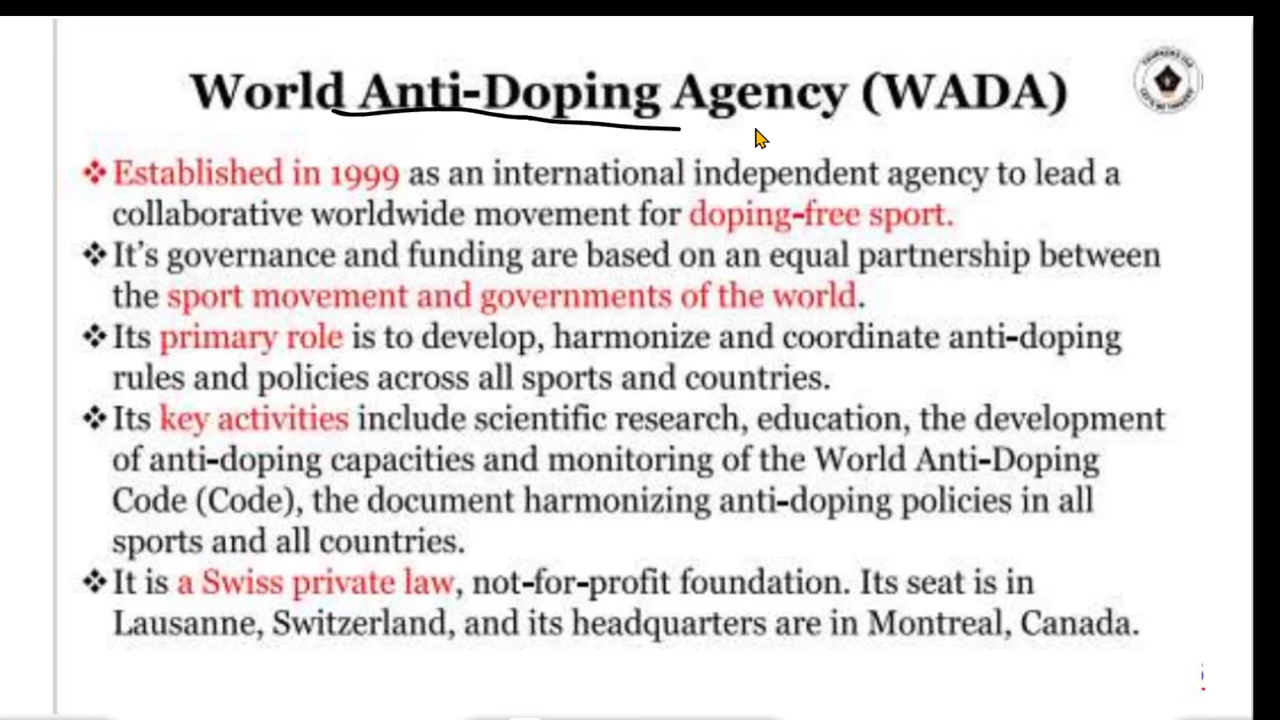 World Anti-Doping Agency (WADA)
❖Established in 1999 as an international independent agency to lead a
collaborative worldwide movement for doping-free sport.
❖It's governance and funding are based on an equal partnership between
the sport movement and governments of the world.
❖Its primary role is to develop, harmonize and coordinate anti-doping
rules and policies across all sports and countries.
❖Its key activities include scientific research, education, the development
of anti-doping capacities and monitoring of the World Anti-Doping
Code (Code), the document harmonizing anti-doping policies in all
sports and all countries.
❖It is a Swiss private law, not-for-profit foundation. Its seat is in
Lausanne, Switzerland, and its headquarters are in Montreal, Canada.